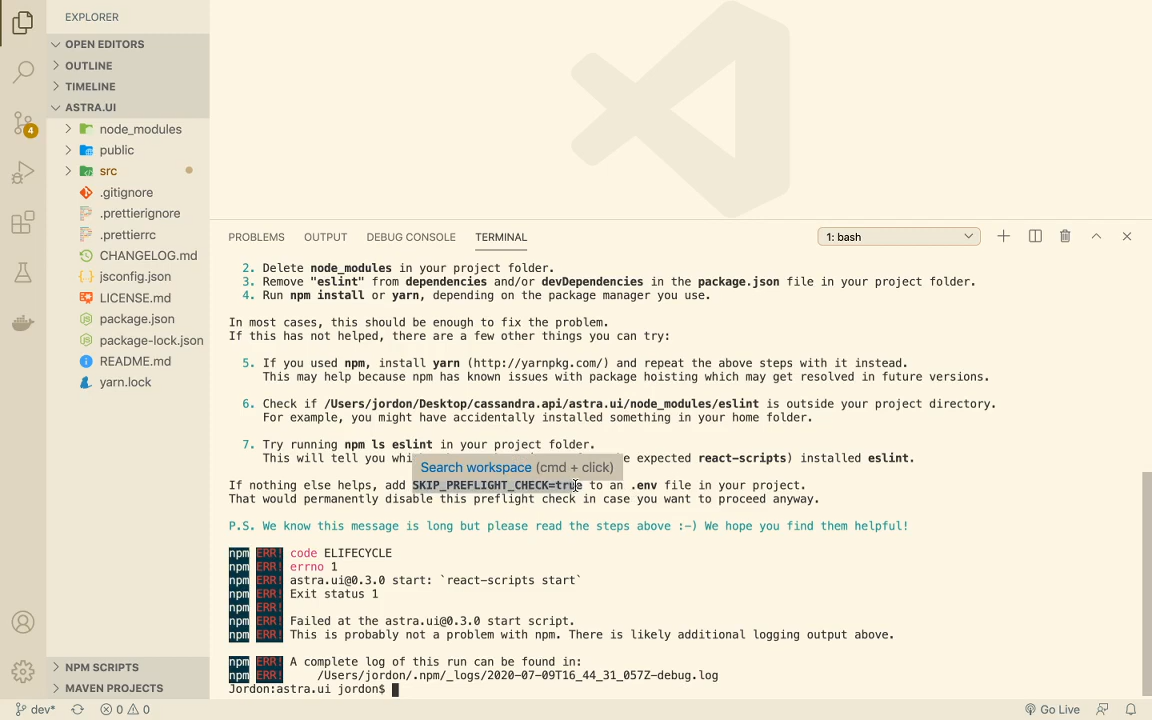 EXPLORER
OPEN EDITORS
OUTLINE
TIMELINE
ASTRA.UI
node_modules
public
src
.gitignore
.prettierignore
.prettierrc
CHANGELOG.md
jsconfig.json
LICENSE.md
package.json
package-lock.json
README.md
yarn.lock
NPM SCRIPTS
MAVEN PROJECTS
4
PROBLEMS OUTPUT DEBUG CONSOLE TERMINAL 1: bash
2. Delete node_modules in your project folder.
3. Remove "eslint" from dependencies and/or devDependencies in the package.json file in your project folder.
4. Run npm install or yarn, depending on the package manager you use.
In most cases, this should be enough to fix the problem.
If this has not helped, there are a few other things you can try:
5. If you used npm, install yarn (http://yarnpkg.com/) and repeat the above steps with it instead.
This may help because npm has known issues with package hoisting which may get resolved in future versions.
6. Check if /Users/jordon/Desktop/cassandra.api/astra.ui/node_modules/eslint is outside your project directory.
For example, you might have accidentally installed something in your home folder.
7. Try running npm ls eslint in your project folder.
This will tell you whi e expected react-scripts) installed eslint.
Search workspace (cmd + click)
If nothing else helps, add SKIP_PREFLIGHT_CHECK=true to an .env file in your project.
That would permanently disable this preflight check in case you want to proceed anyway.
P.S. We know this message is long but please read the steps above :-) We hope you find them helpful!
npm ERR! code ELIFECYCLE
npm ERR! errno 1
npm ERR! astra.ui@0.3.0 start: `react-scripts start`
npm ERR! Exit status 1
npm ERR!
npm ERR! Failed at the astra.ui@0.3.0 start script.
npm ERR! This is probably not a problem with npm. There is likely additional logging output above.
npm ERR! A complete log of this run can be found in:
npm ERR! /Users/jordon/.npm/_logs/2020-07-09T16_44_31_057Z-debug.log
Jordon:astra.ui jordon$
dev* 0 0 Go Live